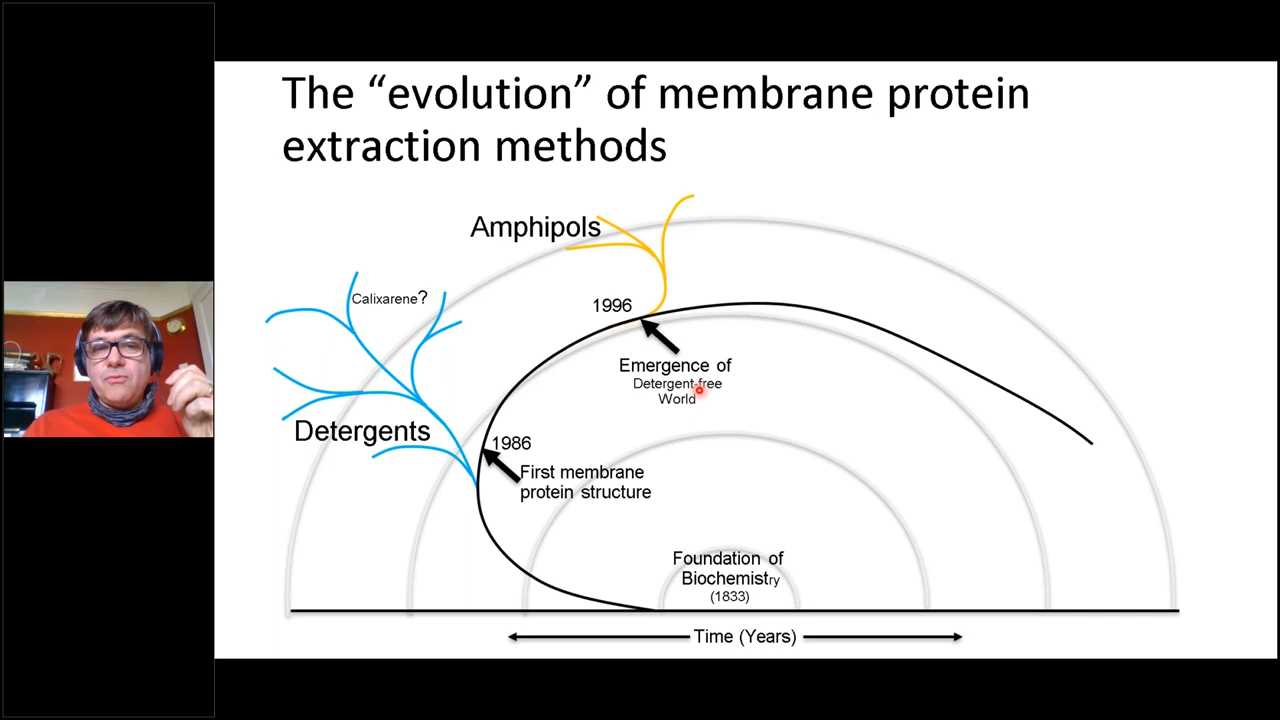 The “evolution” of membrane protein
extraction methods
Amphipols
Calixarene?
1996
Emergence of
Detergent-free
World
Detergents
1986
First membrane
protein structure
Foundation of
Biochemistry
(1833)
Time (Years)